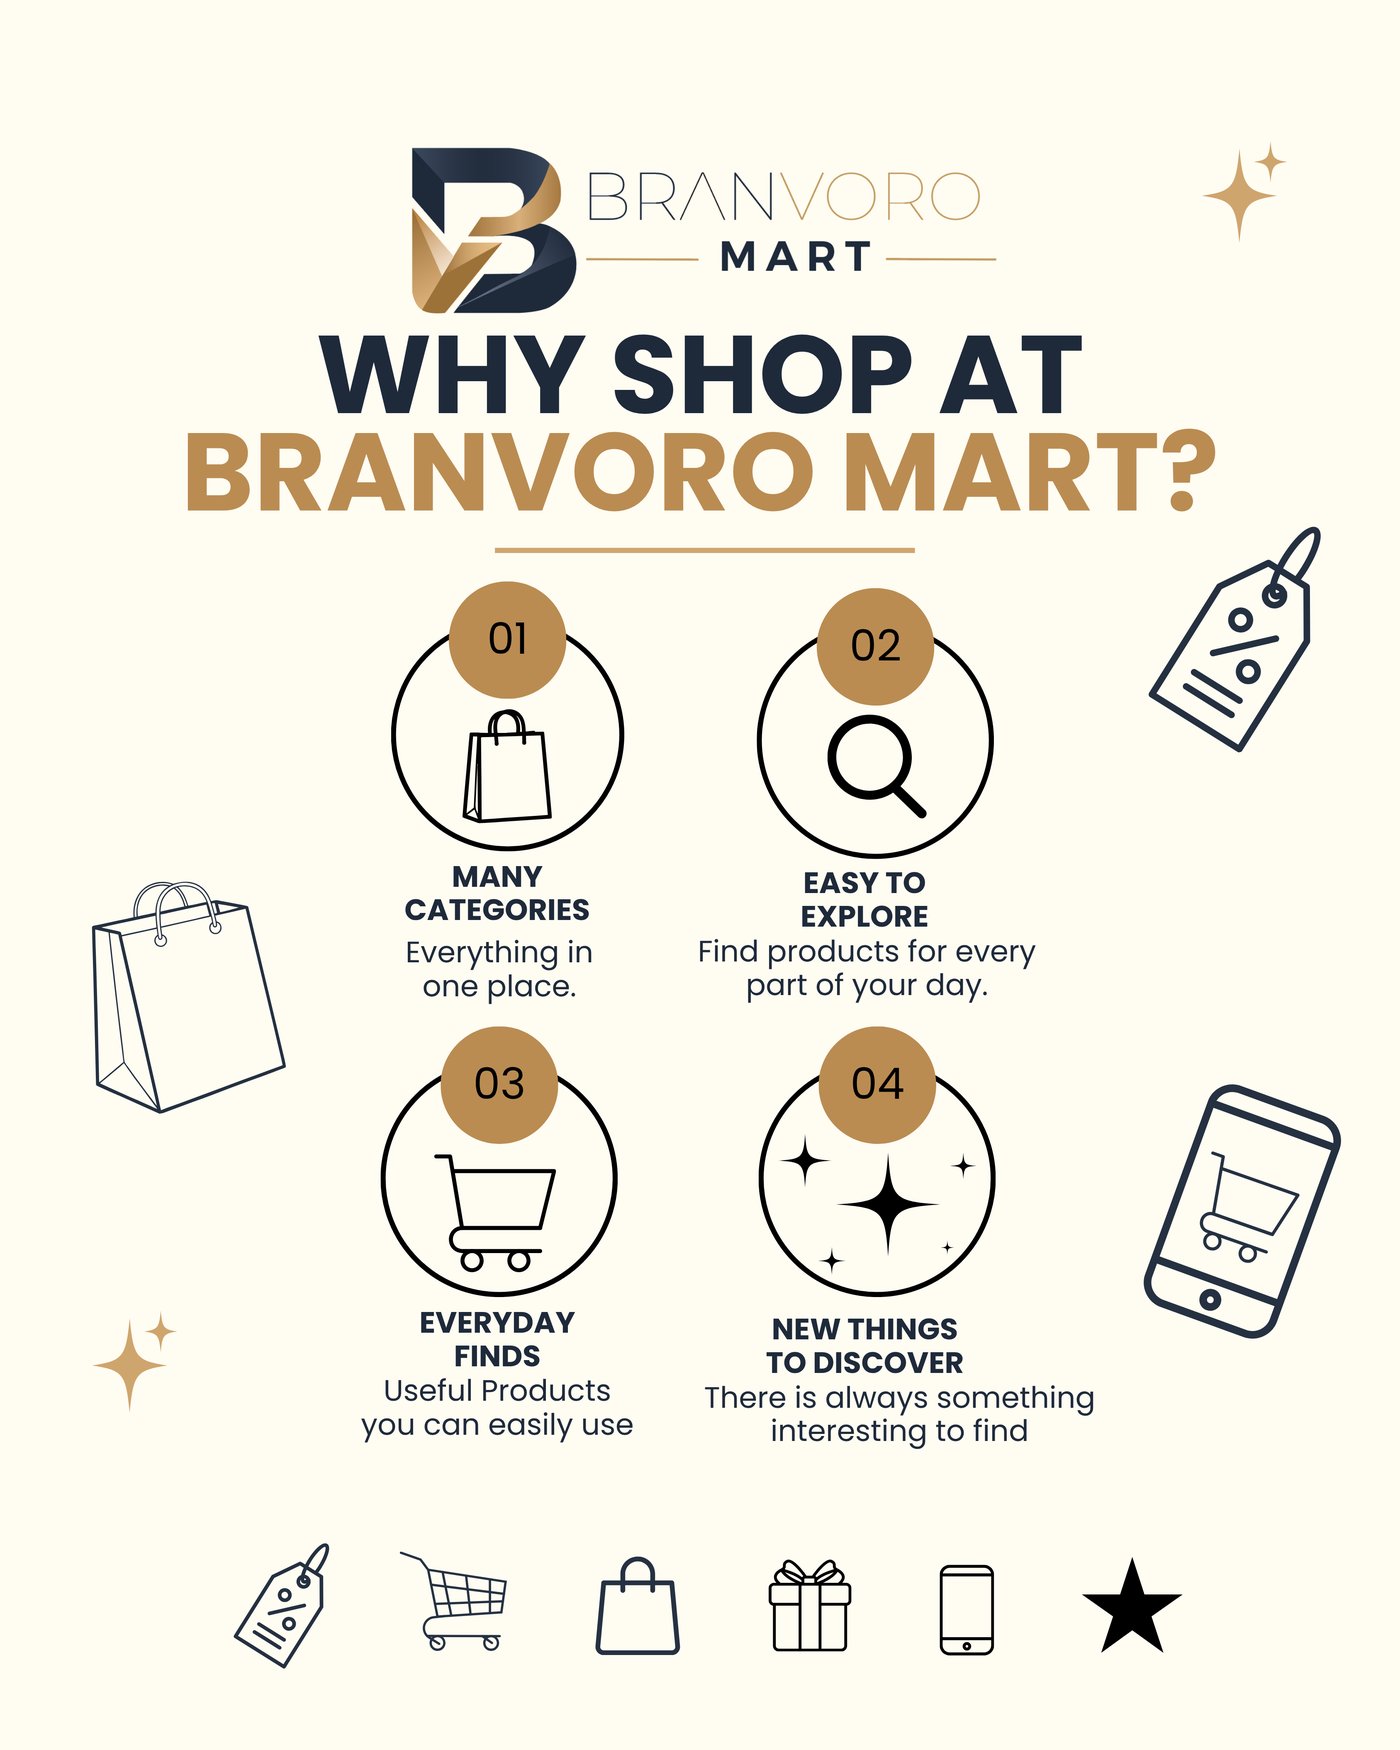 BRANVORO
MART
WHY SHOP AT
BRANVORO MART?
01
MANY
CATEGORIES
Everything in
one place.
02
EASY TO
EXPLORE
Find products for every
part of your day.
03
EVERYDAY
FINDS
Useful Products
you can easily use
04
NEW THINGS
TO DISCOVER
There is always something
interesting to find